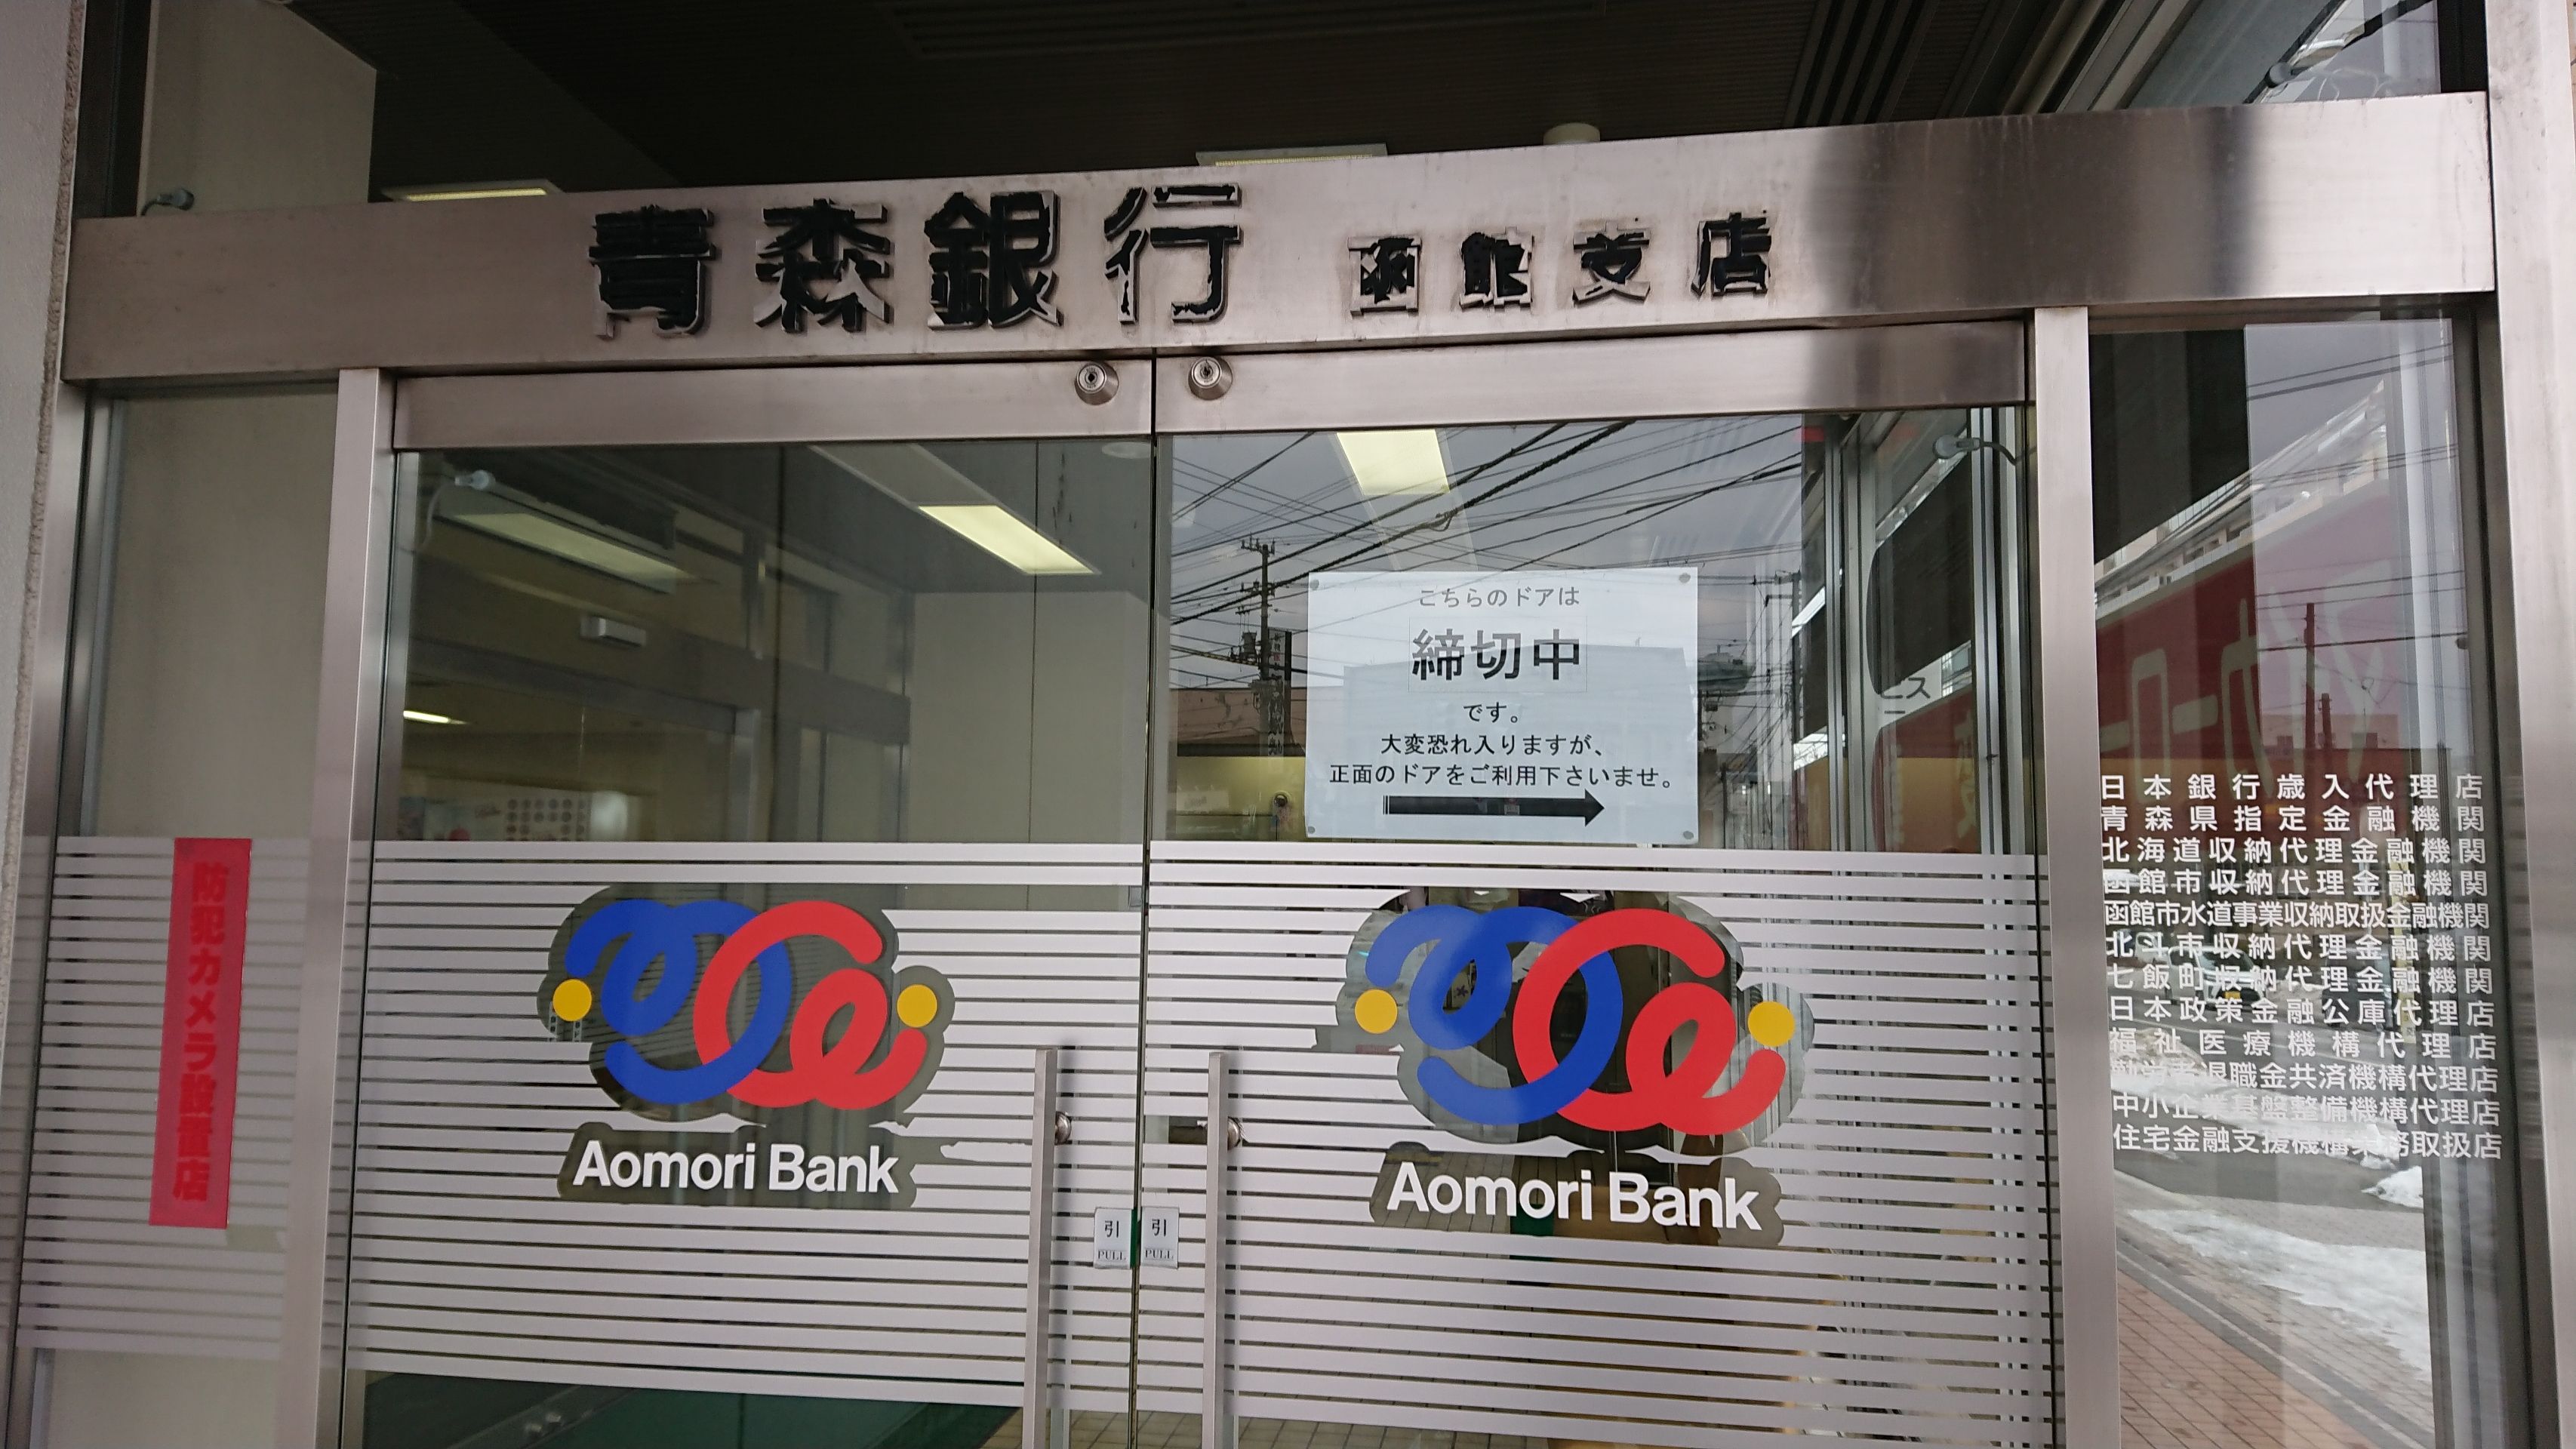 青森銀行 函館支店
こちらのドアは
締切中
です。
大変恐れ入りますが、
正面のドアをご利用下さいませ。
防犯カメラ設置店
Aomori Bank
Aomori Bank
引
PULL
引
PULL
日本銀行歳入代理店
青森県指定金融機関
北海道収納代理金融機関
函館市収納代理金融機関
函館市水道事業収納取扱金融機関
北斗市収納代理金融機関
七飯町収納代理金融機関
日本政策金融公庫代理店
福祉医療機構代理店
勤労者退職金共済機構代理店
中小企業基盤整備機構代理店
住宅金融支援機構業務取扱店